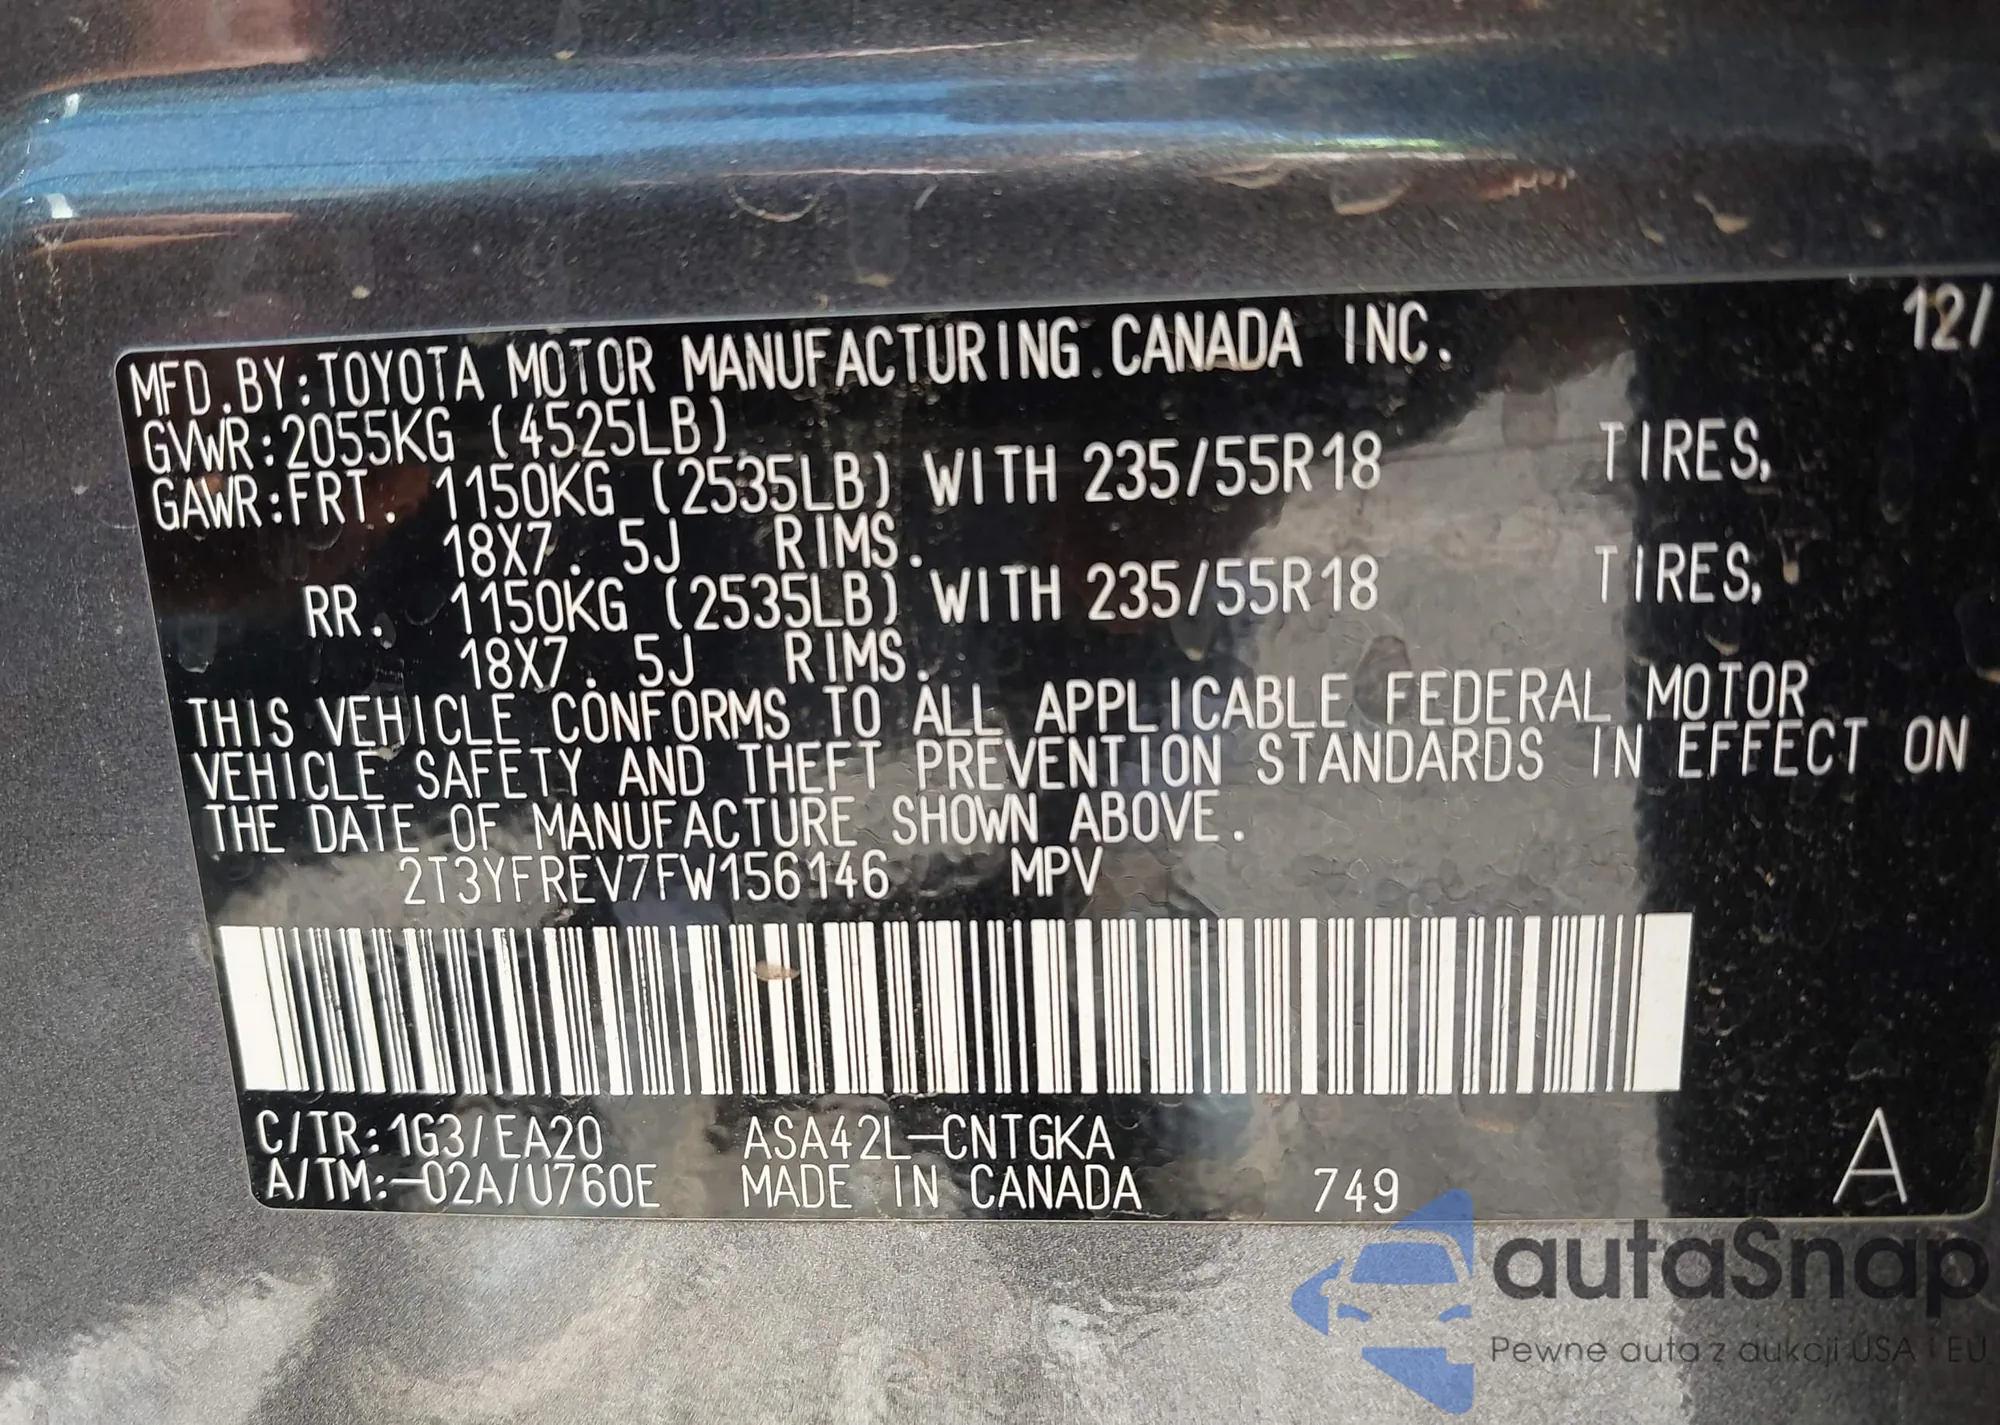 12/
MFD.BY:TOYOTA MOTOR MANUFACTURING CANADA INC.
GVWR:2055KG (4525LB)
GAWR:FRT. 1150KG (2535LB) WITH 235/55R18 TIRES,
18X7.5J RIMS.
RR. 1150KG (2535LB) WITH 235/55R18 TIRES,
18X7.5J RIMS.
THIS VEHICLE CONFORMS TO ALL APPLICABLE FEDERAL MOTOR
VEHICLE SAFETY AND THEFT PREVENTION STANDARDS IN EFFECT ON
THE DATE OF MANUFACTURE SHOWN ABOVE.
2T3YFREV7FW156146 MPV
C/TR:1G3/EA20 ASA42L-CNTGKA
A/TM:-02A/U760E MADE IN CANADA 749 A
autaSnap
Pewne auta z aukcji USA i EU